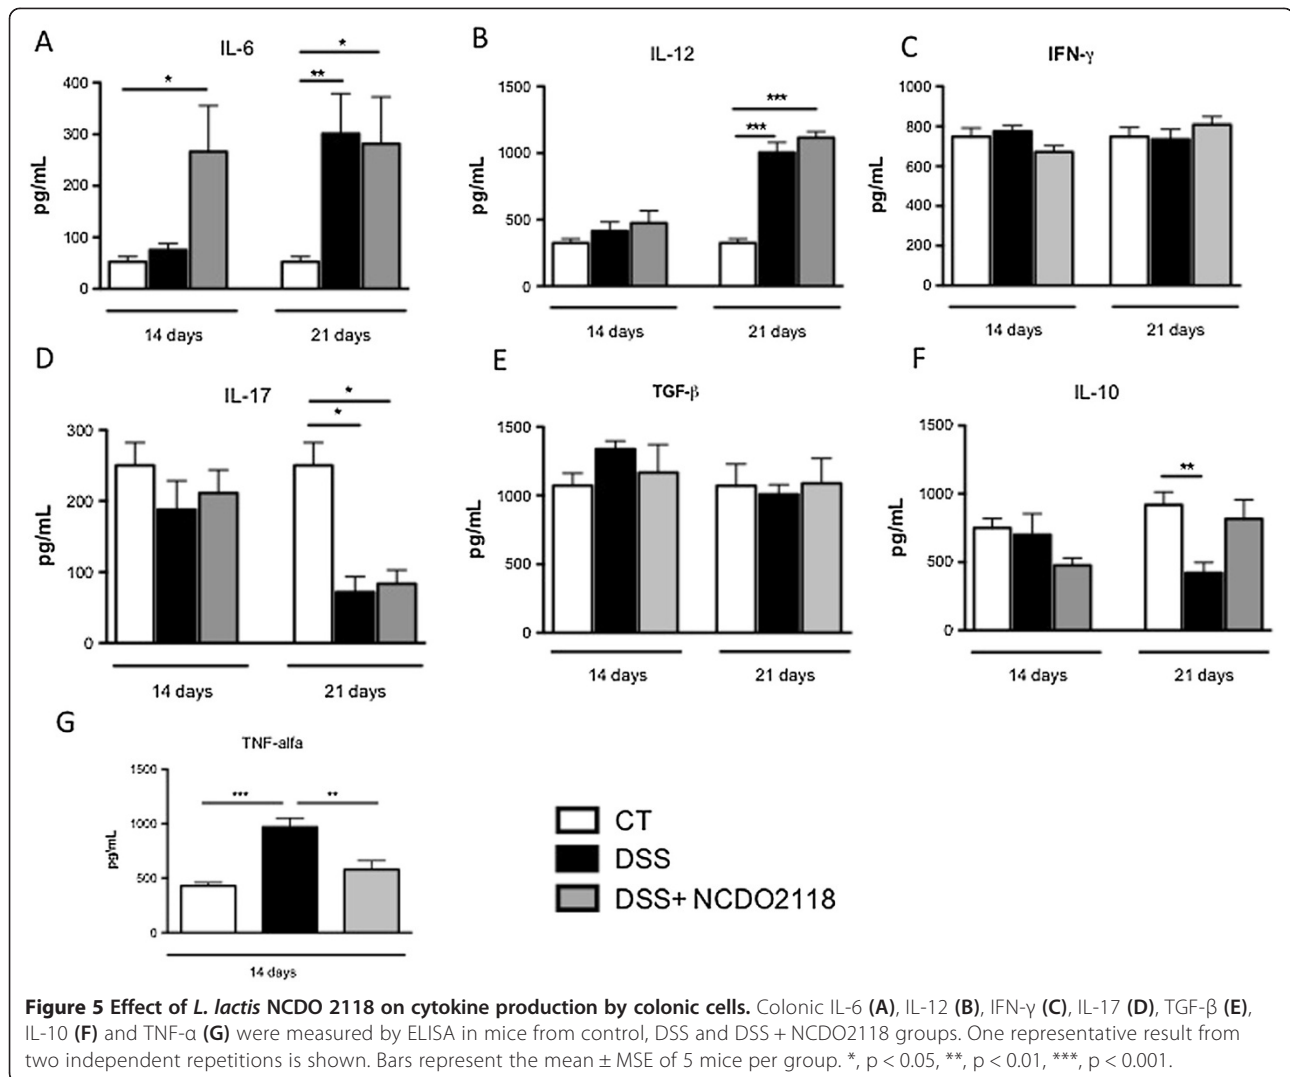 A
IL-6
pg/mL
400
300
200
100
0
*
*
**
14 days
21 days
B
IL-12
pg/mL
1500
1000
500
0
***
***
14 days
21 days
C
IFN-γ
pg/mL
1000
800
600
400
200
0
14 days
21 days
D
IL-17
pg/mL
300
200
100
0
*
*
14 days
21 days
E
TGF-β
pg/mL
1500
1000
500
0
14 days
21 days
F
IL-10
pg/mL
1500
1000
500
0
**
14 days
21 days
G
TNF-alfa
pg/mL
1500
1000
500
0
***
**
14 days
CT
DSS
DSS+ NCDO2118
Figure 5 Effect of L. lactis NCDO 2118 on cytokine production by colonic cells. Colonic IL-6 (A), IL-12 (B), IFN-γ (C), IL-17 (D), TGF-β (E),
IL-10 (F) and TNF-α (G) were measured by ELISA in mice from control, DSS and DSS + NCDO2118 groups. One representative result from
two independent repetitions is shown. Bars represent the mean ± MSE of 5 mice per group. *, p < 0.05, **, p < 0.01, ***, p < 0.001.